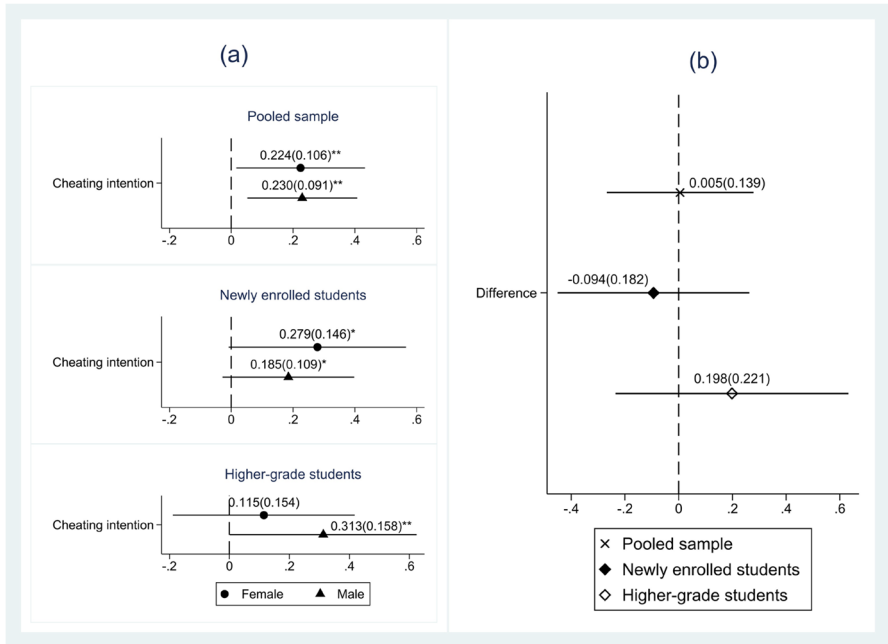 (a)
Pooled sample
0.224(0.106)**
Cheating intention
0.230(0.091)**
-.2 0 .2 .4 .6
Newly enrolled students
0.279(0.146)*
Cheating intention
0.185(0.109)*
-.2 0 .2 .4 .6
Higher-grade students
0.115(0.154)
Cheating intention
0.313(0.158)**
-.2 0 .2 .4 .6
Female Male
(b)
0.005(0.139)
-0.094(0.182)
Difference
0.198(0.221)
-.4 -.2 0 .2 .4 .6
Pooled sample
Newly enrolled students
Higher-grade students